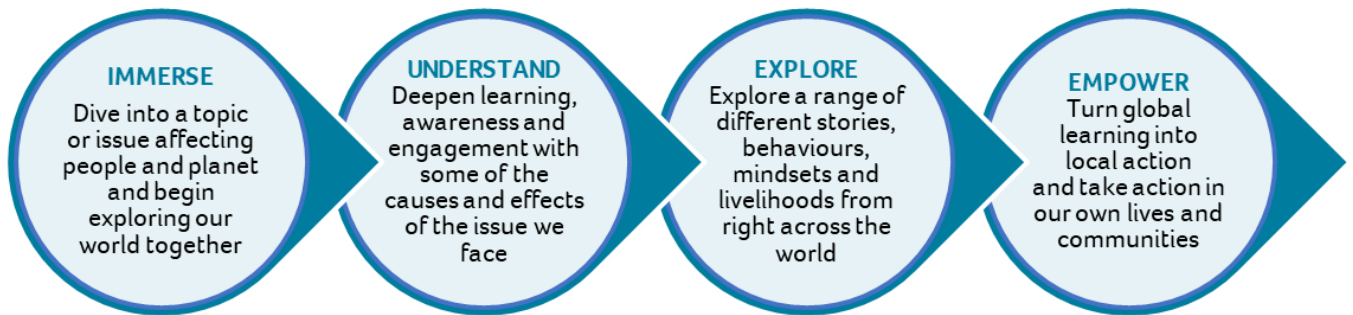 IMMERSE
Dive into a topic
or issue affecting
people and planet
and begin
exploring our
world together
UNDERSTAND
Deepen learning,
awareness and
engagement with
some of the
causes and effects
of the issue we
face
EXPLORE
Explore a range of
different stories,
behaviours,
mindsets and
livelihoods from
right across the
world
EMPOWER
Turn global
learning into
local action
and take action in
our own lives and
communities